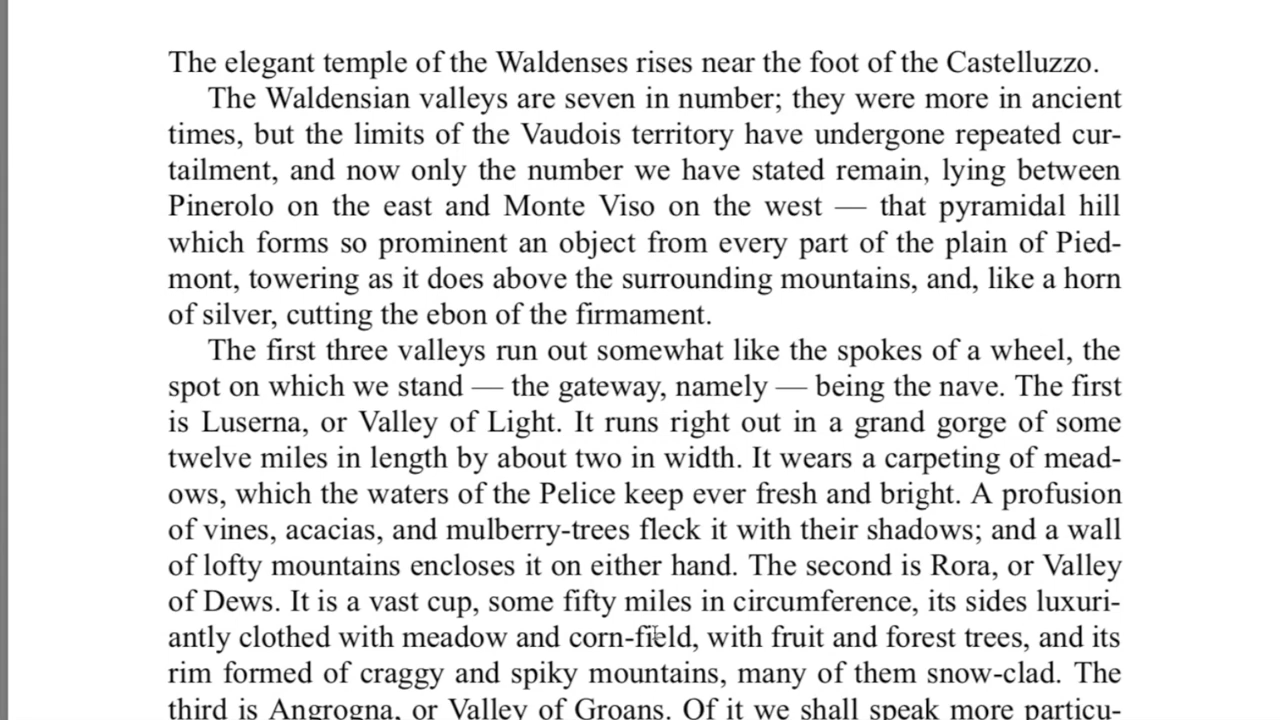 The elegant temple of the Waldenses rises near the foot of the Castelluzzo.
The Waldensian valleys are seven in number; they were more in ancient
times, but the limits of the Vaudois territory have undergone repeated cur-
tailment, and now only the number we have stated remain, lying between
Pinerolo on the east and Monte Viso on the west — that pyramidal hill
which forms so prominent an object from every part of the plain of Pied-
mont, towering as it does above the surrounding mountains, and, like a horn
of silver, cutting the ebon of the firmament.
The first three valleys run out somewhat like the spokes of a wheel, the
spot on which we stand — the gateway, namely — being the nave. The first
is Luserna, or Valley of Light. It runs right out in a grand gorge of some
twelve miles in length by about two in width. It wears a carpeting of mead-
ows, which the waters of the Pelice keep ever fresh and bright. A profusion
of vines, acacias, and mulberry-trees fleck it with their shadows; and a wall
of lofty mountains encloses it on either hand. The second is Rora, or Valley
of Dews. It is a vast cup, some fifty miles in circumference, its sides luxuri-
antly clothed with meadow and corn-field, with fruit and forest trees, and its
rim formed of craggy and spiky mountains, many of them snow-clad. The
third is Angrogna, or Valley of Groans. Of it we shall speak more particu-